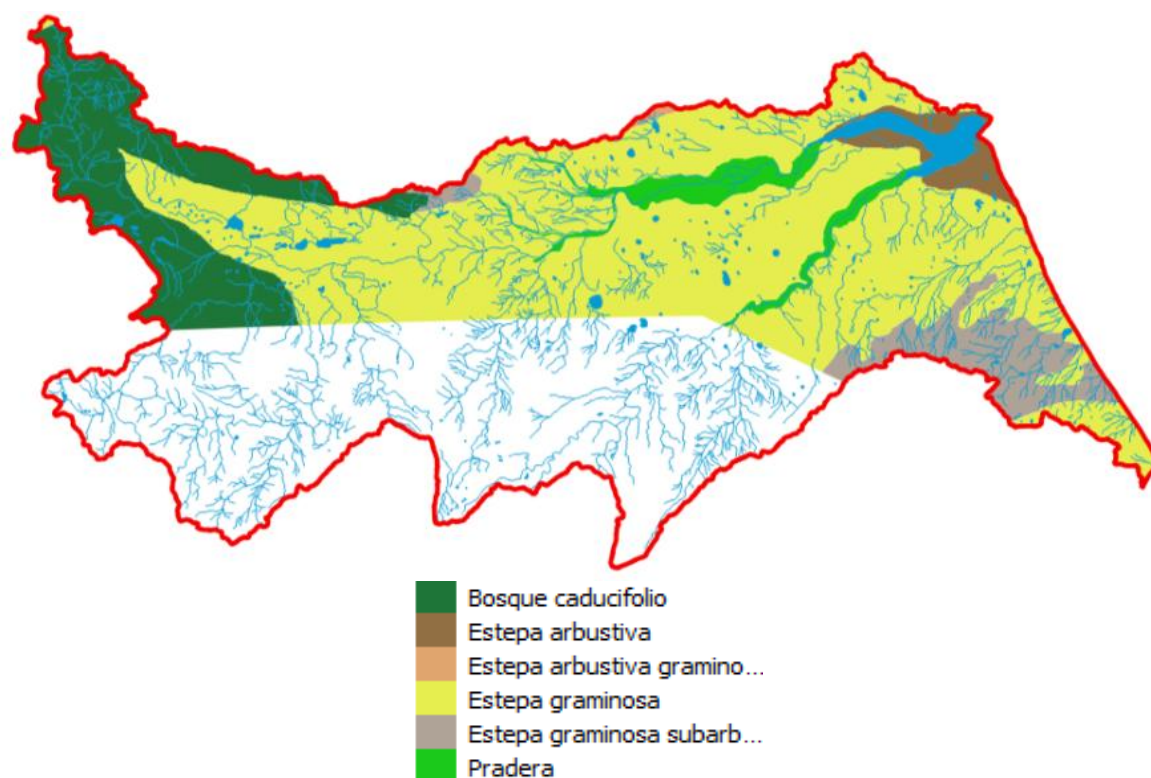 Bosque caducifolio
Estepa arbustiva
Estepa arbustiva gramino...
Estepa graminosa
Estepa graminosa subarb...
Pradera